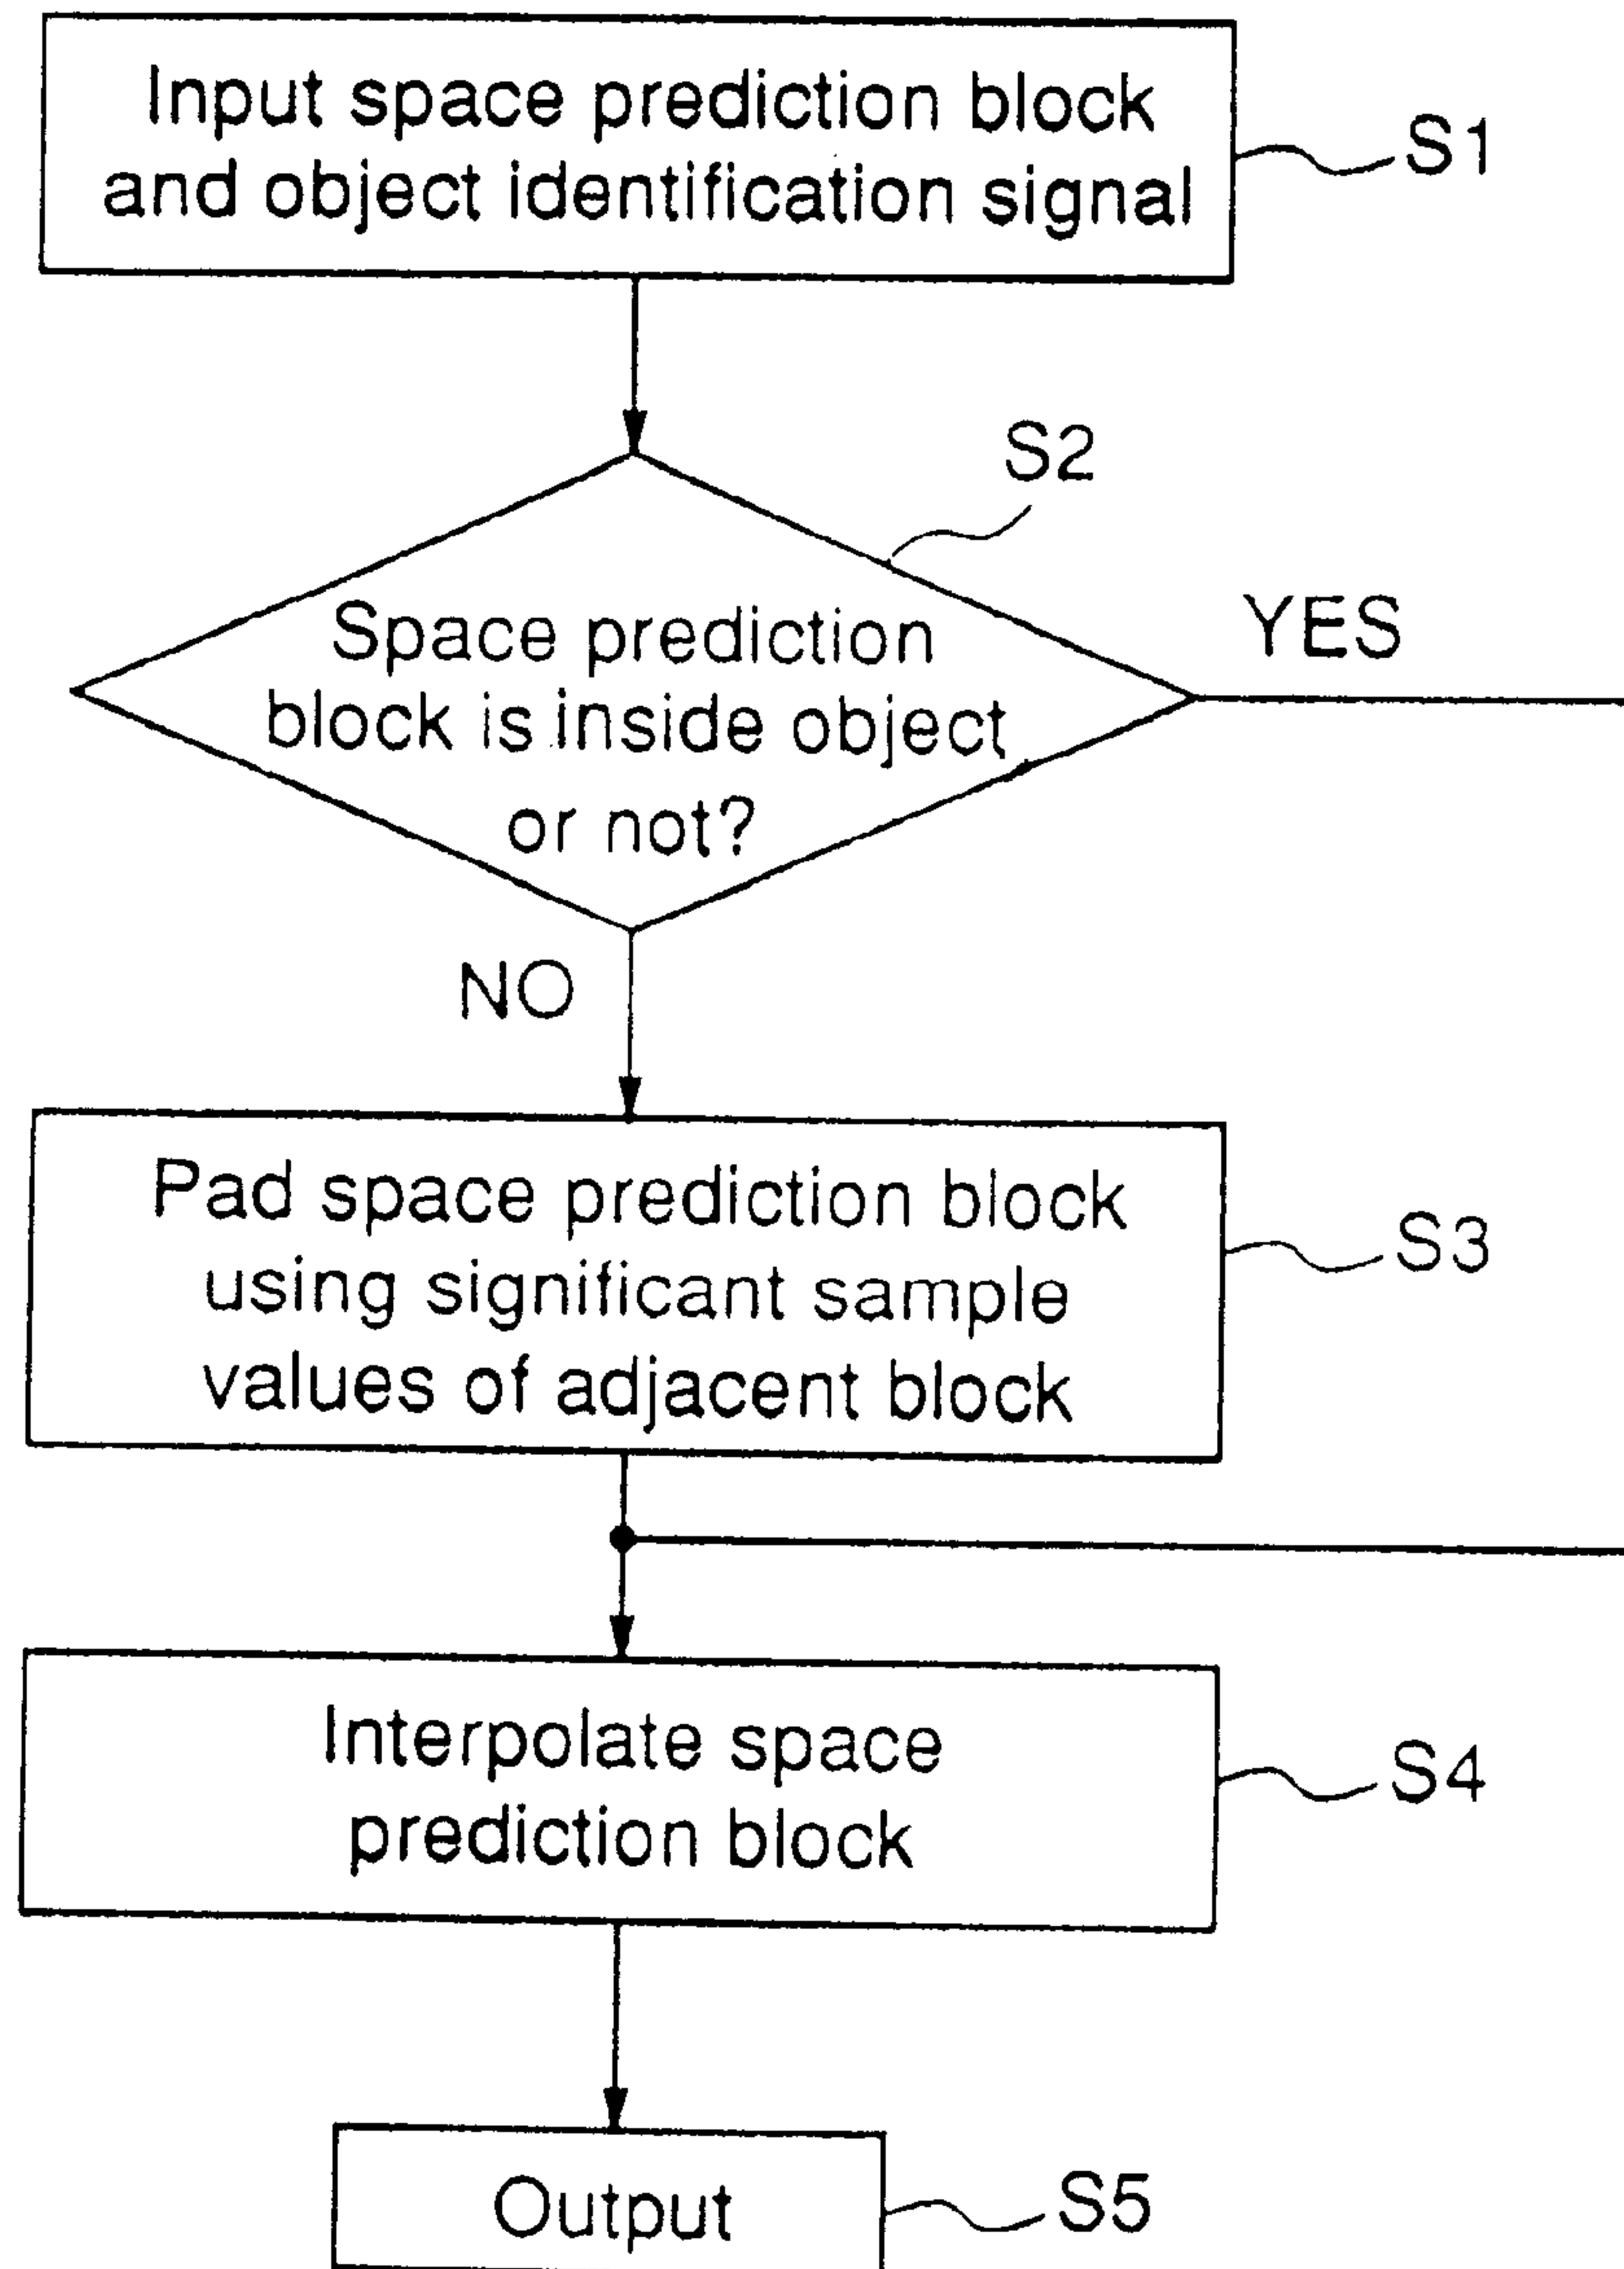 Input space prediction block
and object identification signal
S1
S2
Space prediction
block is inside object
or not?
YES
NO
Pad space prediction block
using significant sample
values of adjacent block
S3
Interpolate space
prediction block
S4
Output
S5